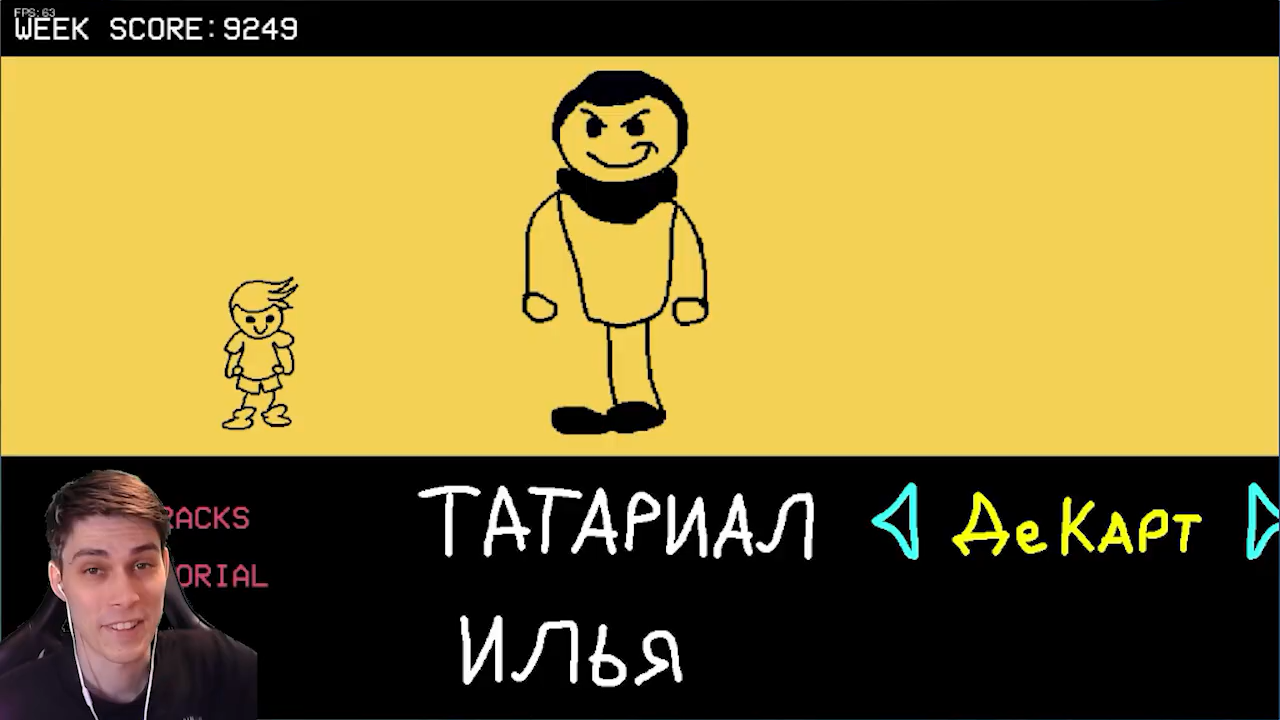 FPS: 63
WEEK SCORE:9249
RACKS
ТАТАРИАЛ
ДеКАРТ
ORIAL
ИЛЬЯ